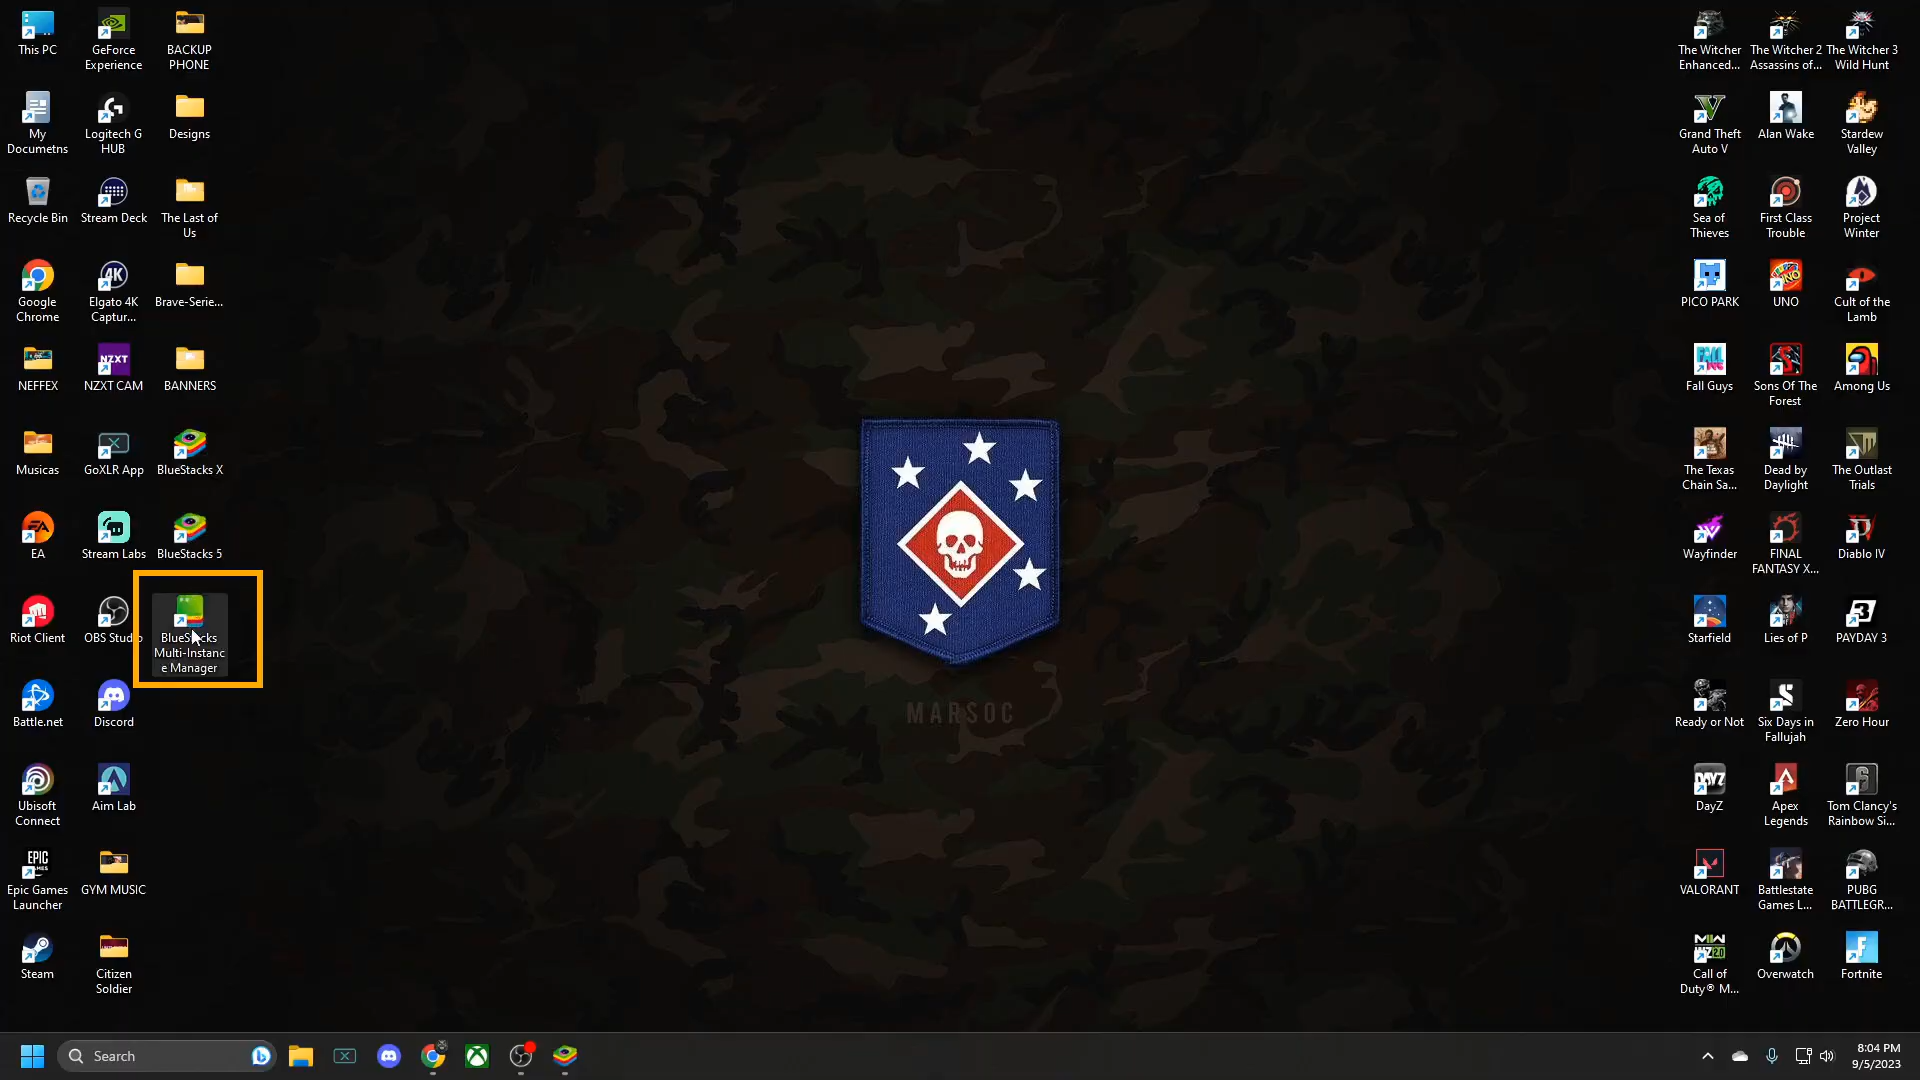 This PC
GeForce
Experience
BACKUP
PHONE
My
Documetns
Logitech G
HUB
Designs
Recycle Bin
Stream Deck
The Last of
Us
Google
Chrome
Elgato 4K
Captur...
Brave-Serie...
NEFFEX
NZXT CAM
BANNERS
Musicas
GoXLR App
BlueStacks X
EA
Stream Labs
BlueStacks 5
Riot Client
OBS Studio
BlueStacks
Multi-Instanc
e Manager
Battle.net
Discord
Ubisoft
Connect
Aim Lab
Epic Games
Launcher
GYM MUSIC
Steam
Citizen
Soldier
MARSOC
The Witcher
Enhanced...
The Witcher 2
Assassins of...
The Witcher 3
Wild Hunt
Grand Theft
Auto V
Alan Wake
Stardew
Valley
Sea of
Thieves
First Class
Trouble
Project
Winter
PICO PARK
UNO
Cult of the
Lamb
Fall Guys
Sons Of The
Forest
Among Us
The Texas
Chain Sa...
Dead by
Daylight
The Outlast
Trials
Wayfinder
FINAL
FANTASY X...
Diablo IV
Starfield
Lies of P
PAYDAY 3
Ready or Not
Six Days in
Fallujah
Zero Hour
DayZ
Apex
Legends
Tom Clancy's
Rainbow Si...
VALORANT
Battlestate
Games L...
PUBG
BATTLEGR...
Call of
Duty® M...
Overwatch
Fortnite
Search
8:04 PM
9/5/2023